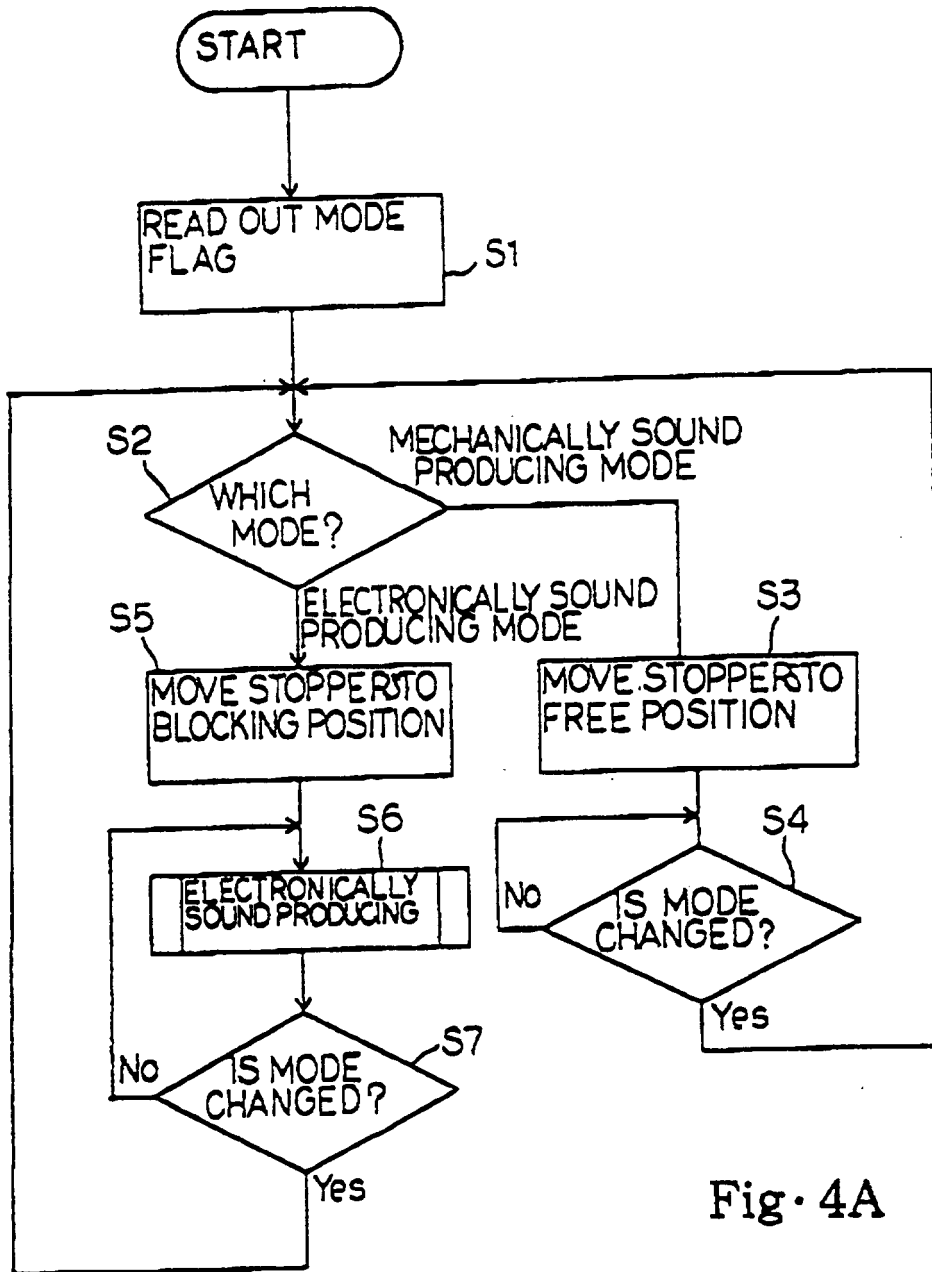 START
READ OUT MODE
FLAG
S1
S2
MECHANICALLY SOUND
PRODUCING MODE
WHICH
MODE?
ELECTRONICALLY SOUND
PRODUCING MODE
S5
S3
MOVE STOPPERS TO
BLOCKING POSITION
MOVE STOPPERS TO
FREE POSITION
S6
S4
ELECTRONICALLY
SOUND PRODUCING
No
IS MODE
CHANGED?
Yes
S7
No
IS MODE
CHANGED?
Yes
Fig. 4A